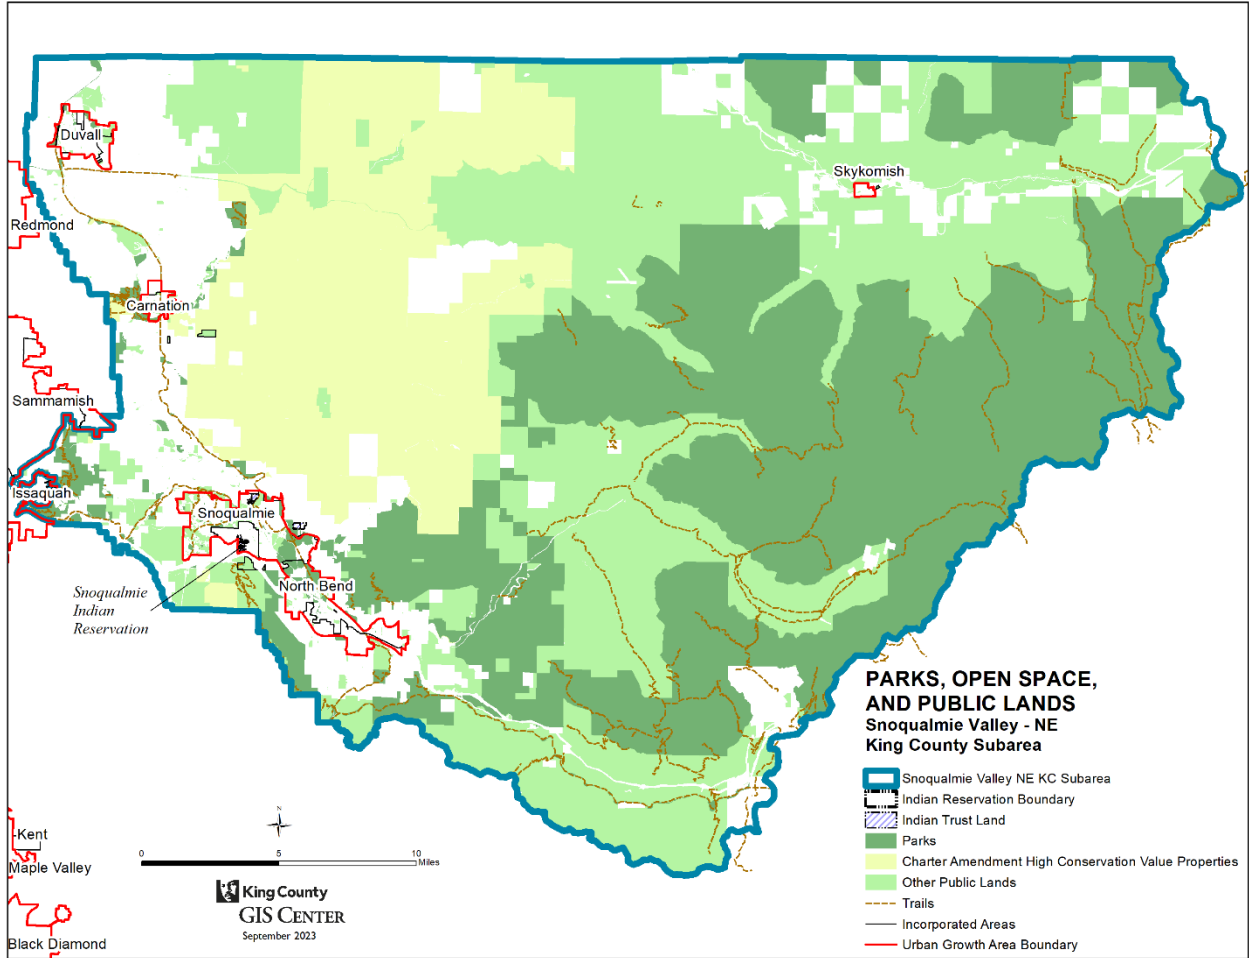 Duvall
Skykomish
Redmond
Carnation
Sammamish
Issaquah
Snoqualmie
North Bend
Snoqualmie
Indian
Reservation
PARKS, OPEN SPACE,
AND PUBLIC LANDS
Snoqualmie Valley - NE
King County Subarea
Snoqualmie Valley NE KC Subarea
Indian Reservation Boundary
Indian Trust Land
Parks
Charter Amendment High Conservation Value Properties
Other Public Lands
Trails
Incorporated Areas
Urban Growth Area Boundary
N
0 5 10
Miles
King County
GIS CENTER
September 2023
Kent
Maple Valley
Black Diamond